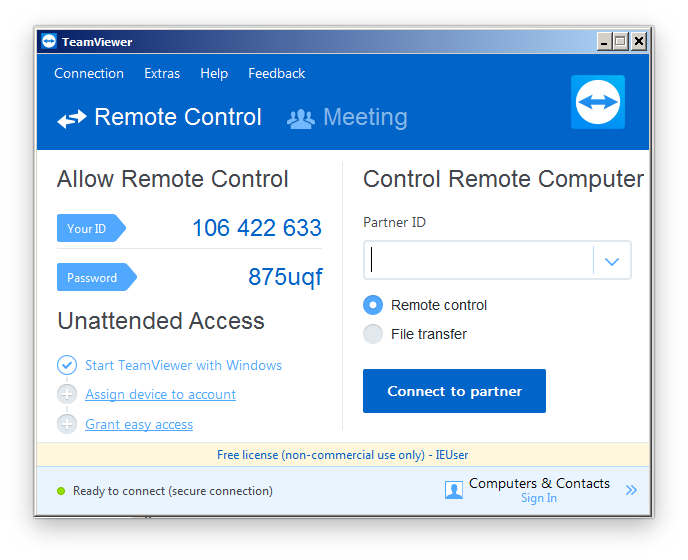 TeamViewer
Connection Extras Help Feedback
Remote Control Meeting
Allow Remote Control
Your ID 106 422 633
Password 875uqf
Unattended Access
Start TeamViewer with Windows
Assign device to account
Grant easy access
Control Remote Computer
Partner ID
Remote control
File transfer
Connect to partner
Free license (non-commercial use only) - IEUser
Ready to connect (secure connection)
Computers & Contacts
Sign In